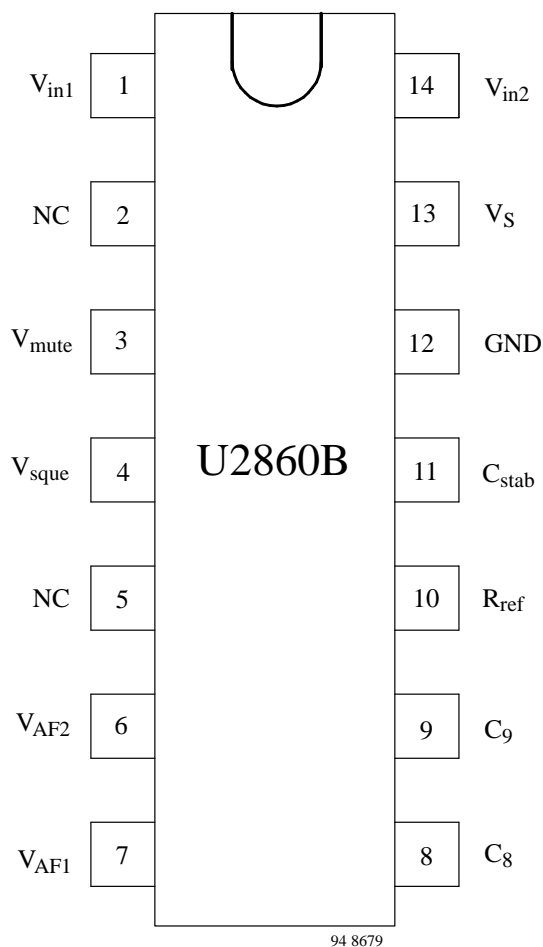 Vin1 1 14 Vin2
NC 2 13 VS
Vmute 3 12 GND
Vsque 4 U2860B 11 Cstab
NC 5 10 Rref
VAF2 6 9 C9
VAF1 7 8 C8
94 8679